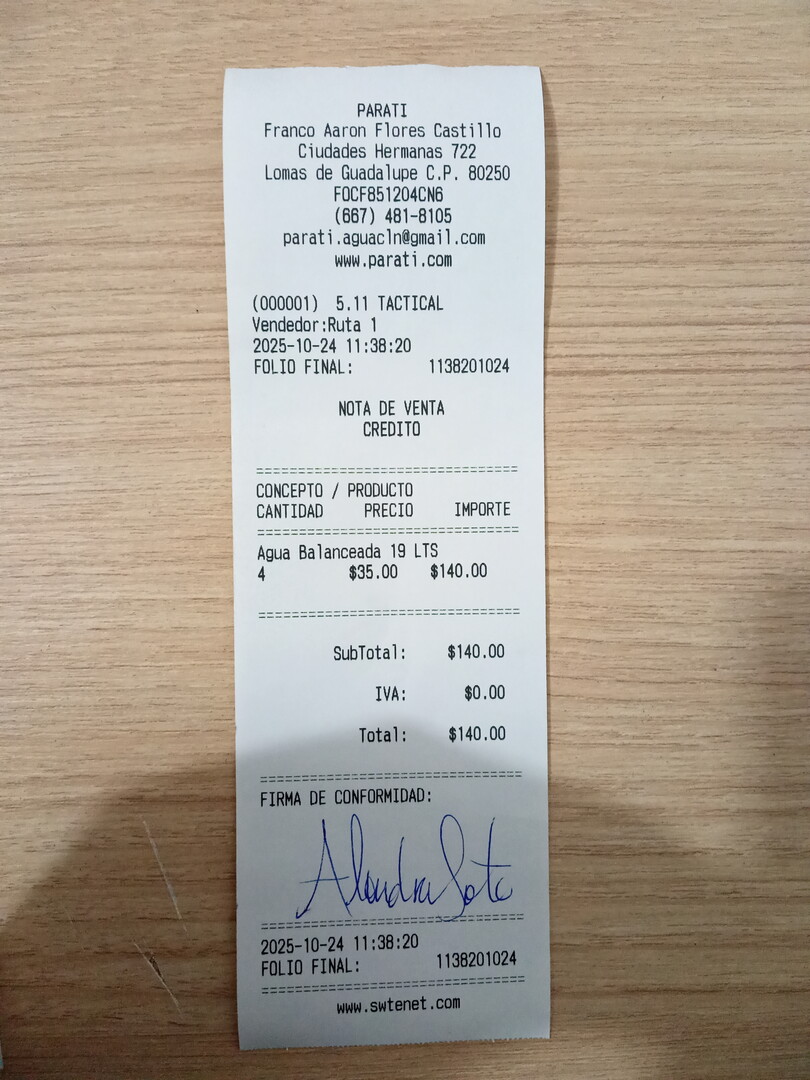 PARATI
Franco Aaron Flores Castillo
Ciudades Hermanas 722
Lomas de Guadalupe C.P. 80250
FOCF851204CN6
(667) 481-8105
parati.aguacln@gmail.com
www.parati.com
(000001) 5.11 TACTICAL
Vendedor:Ruta 1
2025-10-24 11:38:20
FOLIO FINAL: 1138201024
NOTA DE VENTA
CREDITO
================================
CONCEPTO / PRODUCTO
CANTIDAD PRECIO IMPORTE
================================
Agua Balanceada 19 LTS
4 $35.00 $140.00
================================
SubTotal: $140.00
IVA: $0.00
Total: $140.00
================================
FIRMA DE CONFORMIDAD:
Alondra Soto
================================
2025-10-24 11:38:20
FOLIO FINAL: 1138201024
================================
www.swtenet.com